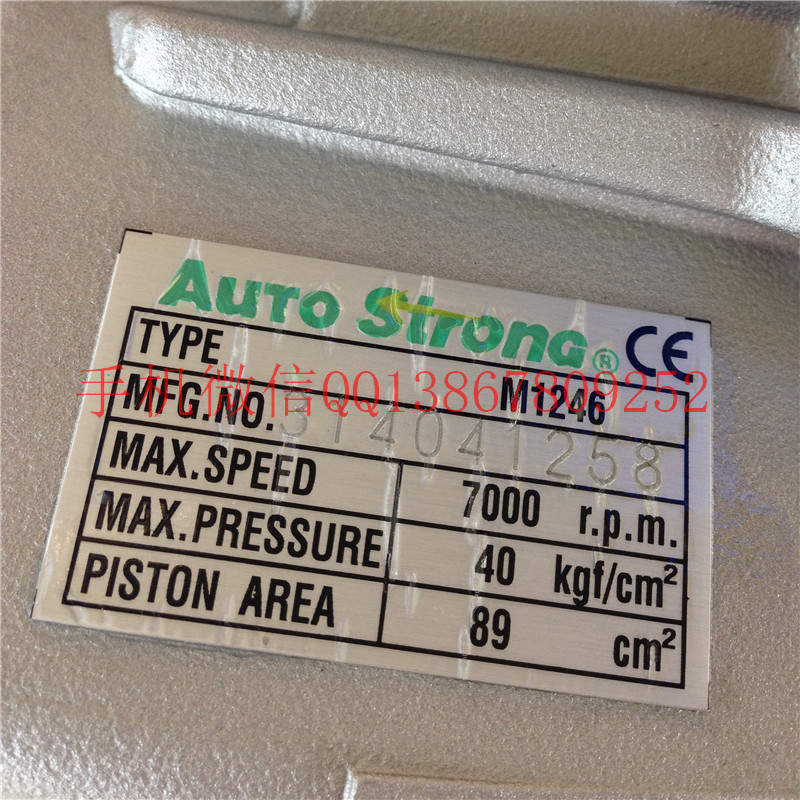 AUTO STRONG® CE
TYPE M1246
手机微信QQ13867809252
MFG.NO. 314041258
MAX.SPEED 7000 r.p.m.
MAX.PRESSURE 40 kgf/cm²
PISTON AREA 89 cm²